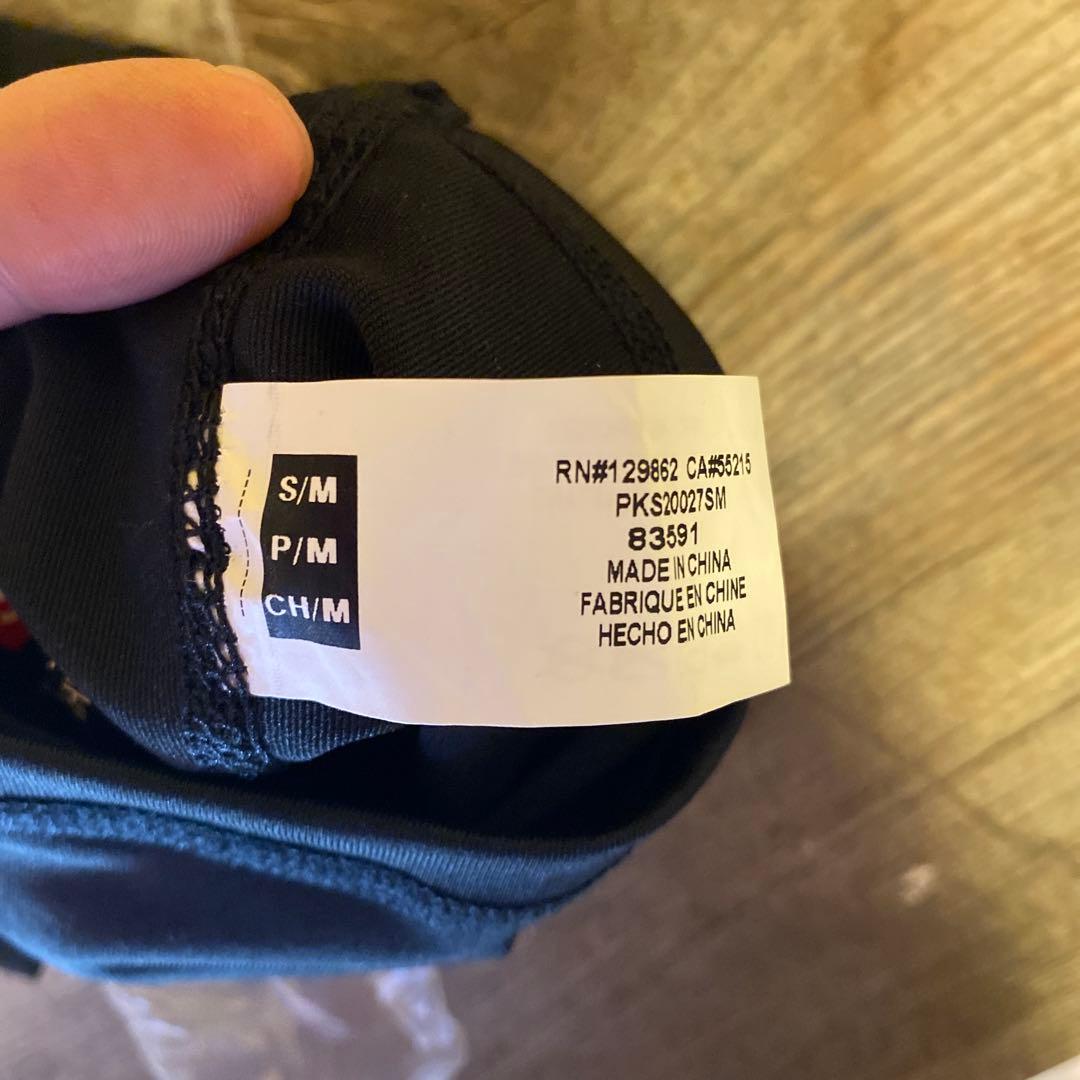 S/M
P/M
CH/M
RN#129862 CA#55215
PKS20027SM
83591
MADE IN CHINA
FABRIQUE EN CHINE
HECHO EN CHINA